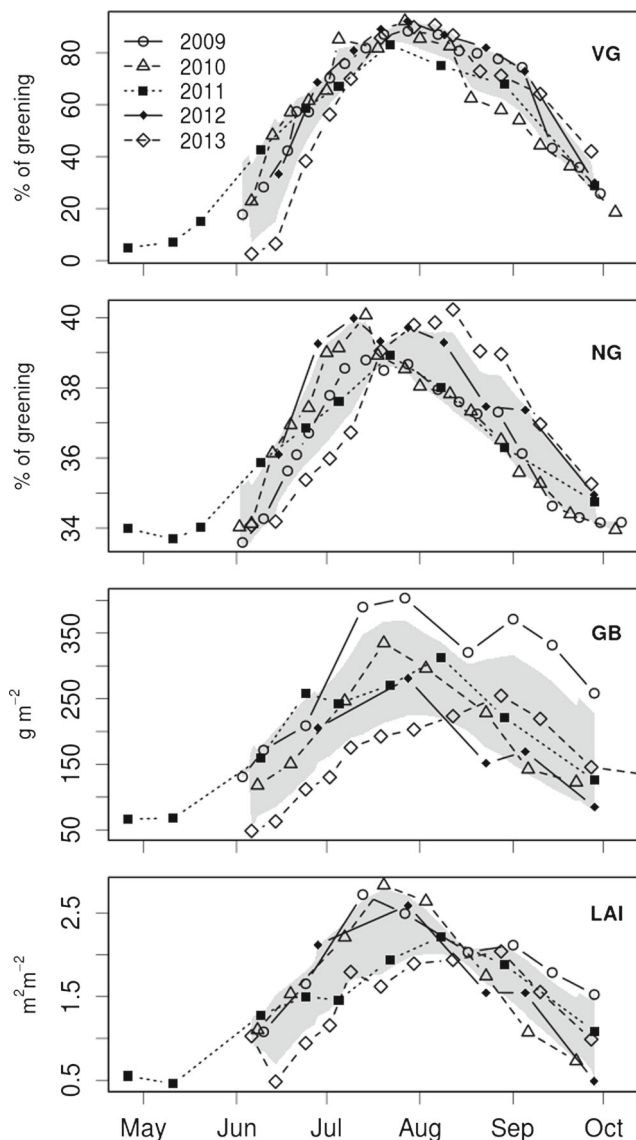 VG
2009
2010
2011
2012
2013
% of greening
0 20 40 60 80
NG
% of greening
34 36 38 40
GB
g m⁻²
50 150 250 350
LAI
m²m⁻²
0.5 1.5 2.5
May Jun Jul Aug Sep Oct